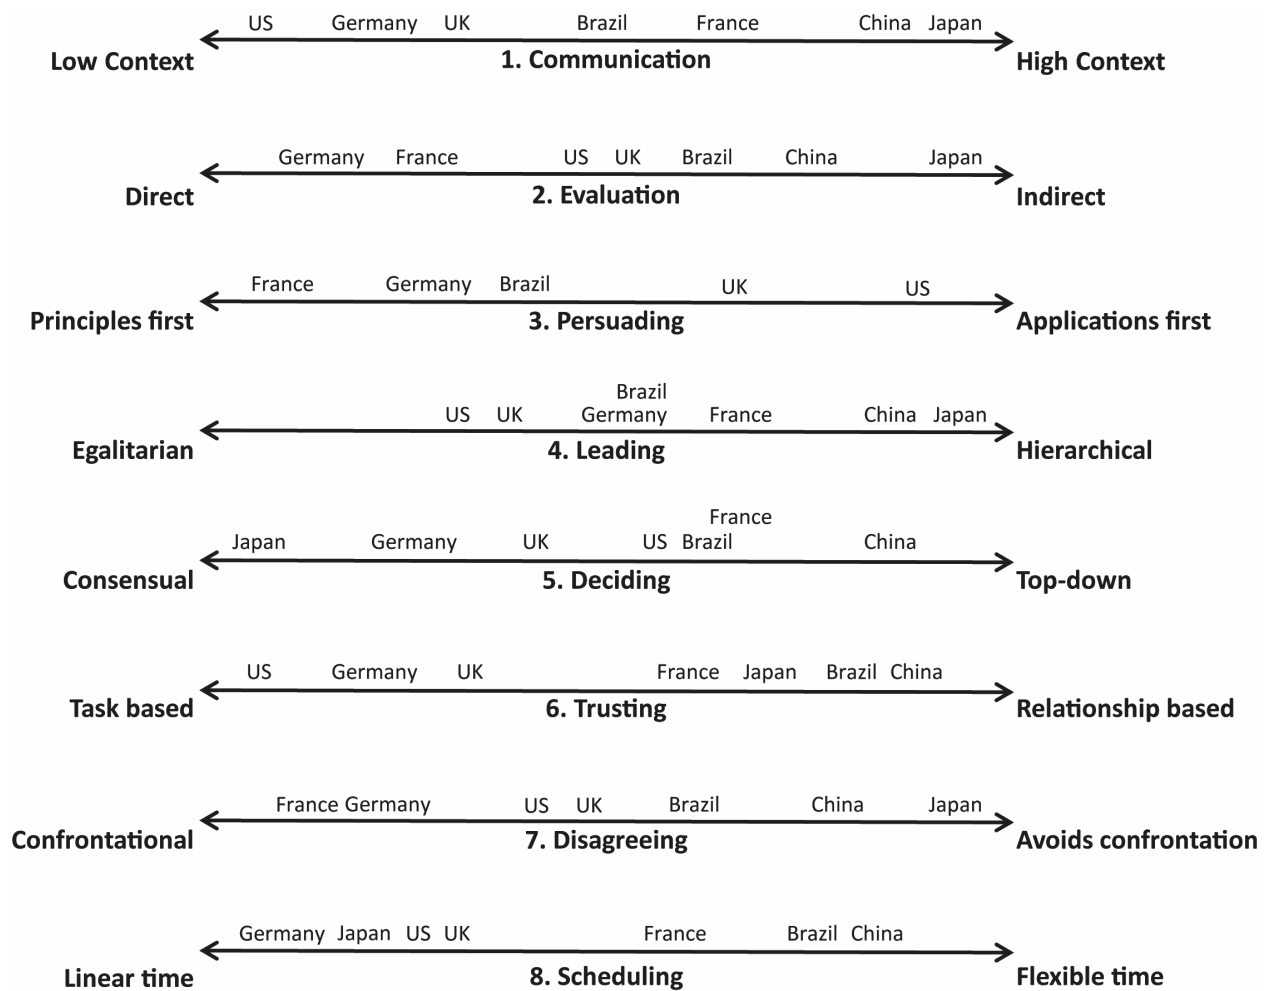 US Germany UK Brazil France China Japan
Low Context 1. Communication High Context
Germany France US UK Brazil China Japan
Direct 2. Evaluation Indirect
France Germany Brazil UK US
Principles first 3. Persuading Applications first
Brazil
US UK Germany France China Japan
Egalitarian 4. Leading Hierarchical
France
Japan Germany UK US Brazil China
Consensual 5. Deciding Top-down
US Germany UK France Japan Brazil China
Task based 6. Trusting Relationship based
France Germany US UK Brazil China Japan
Confrontational 7. Disagreeing Avoids confrontation
Germany Japan US UK France Brazil China
Linear time 8. Scheduling Flexible time